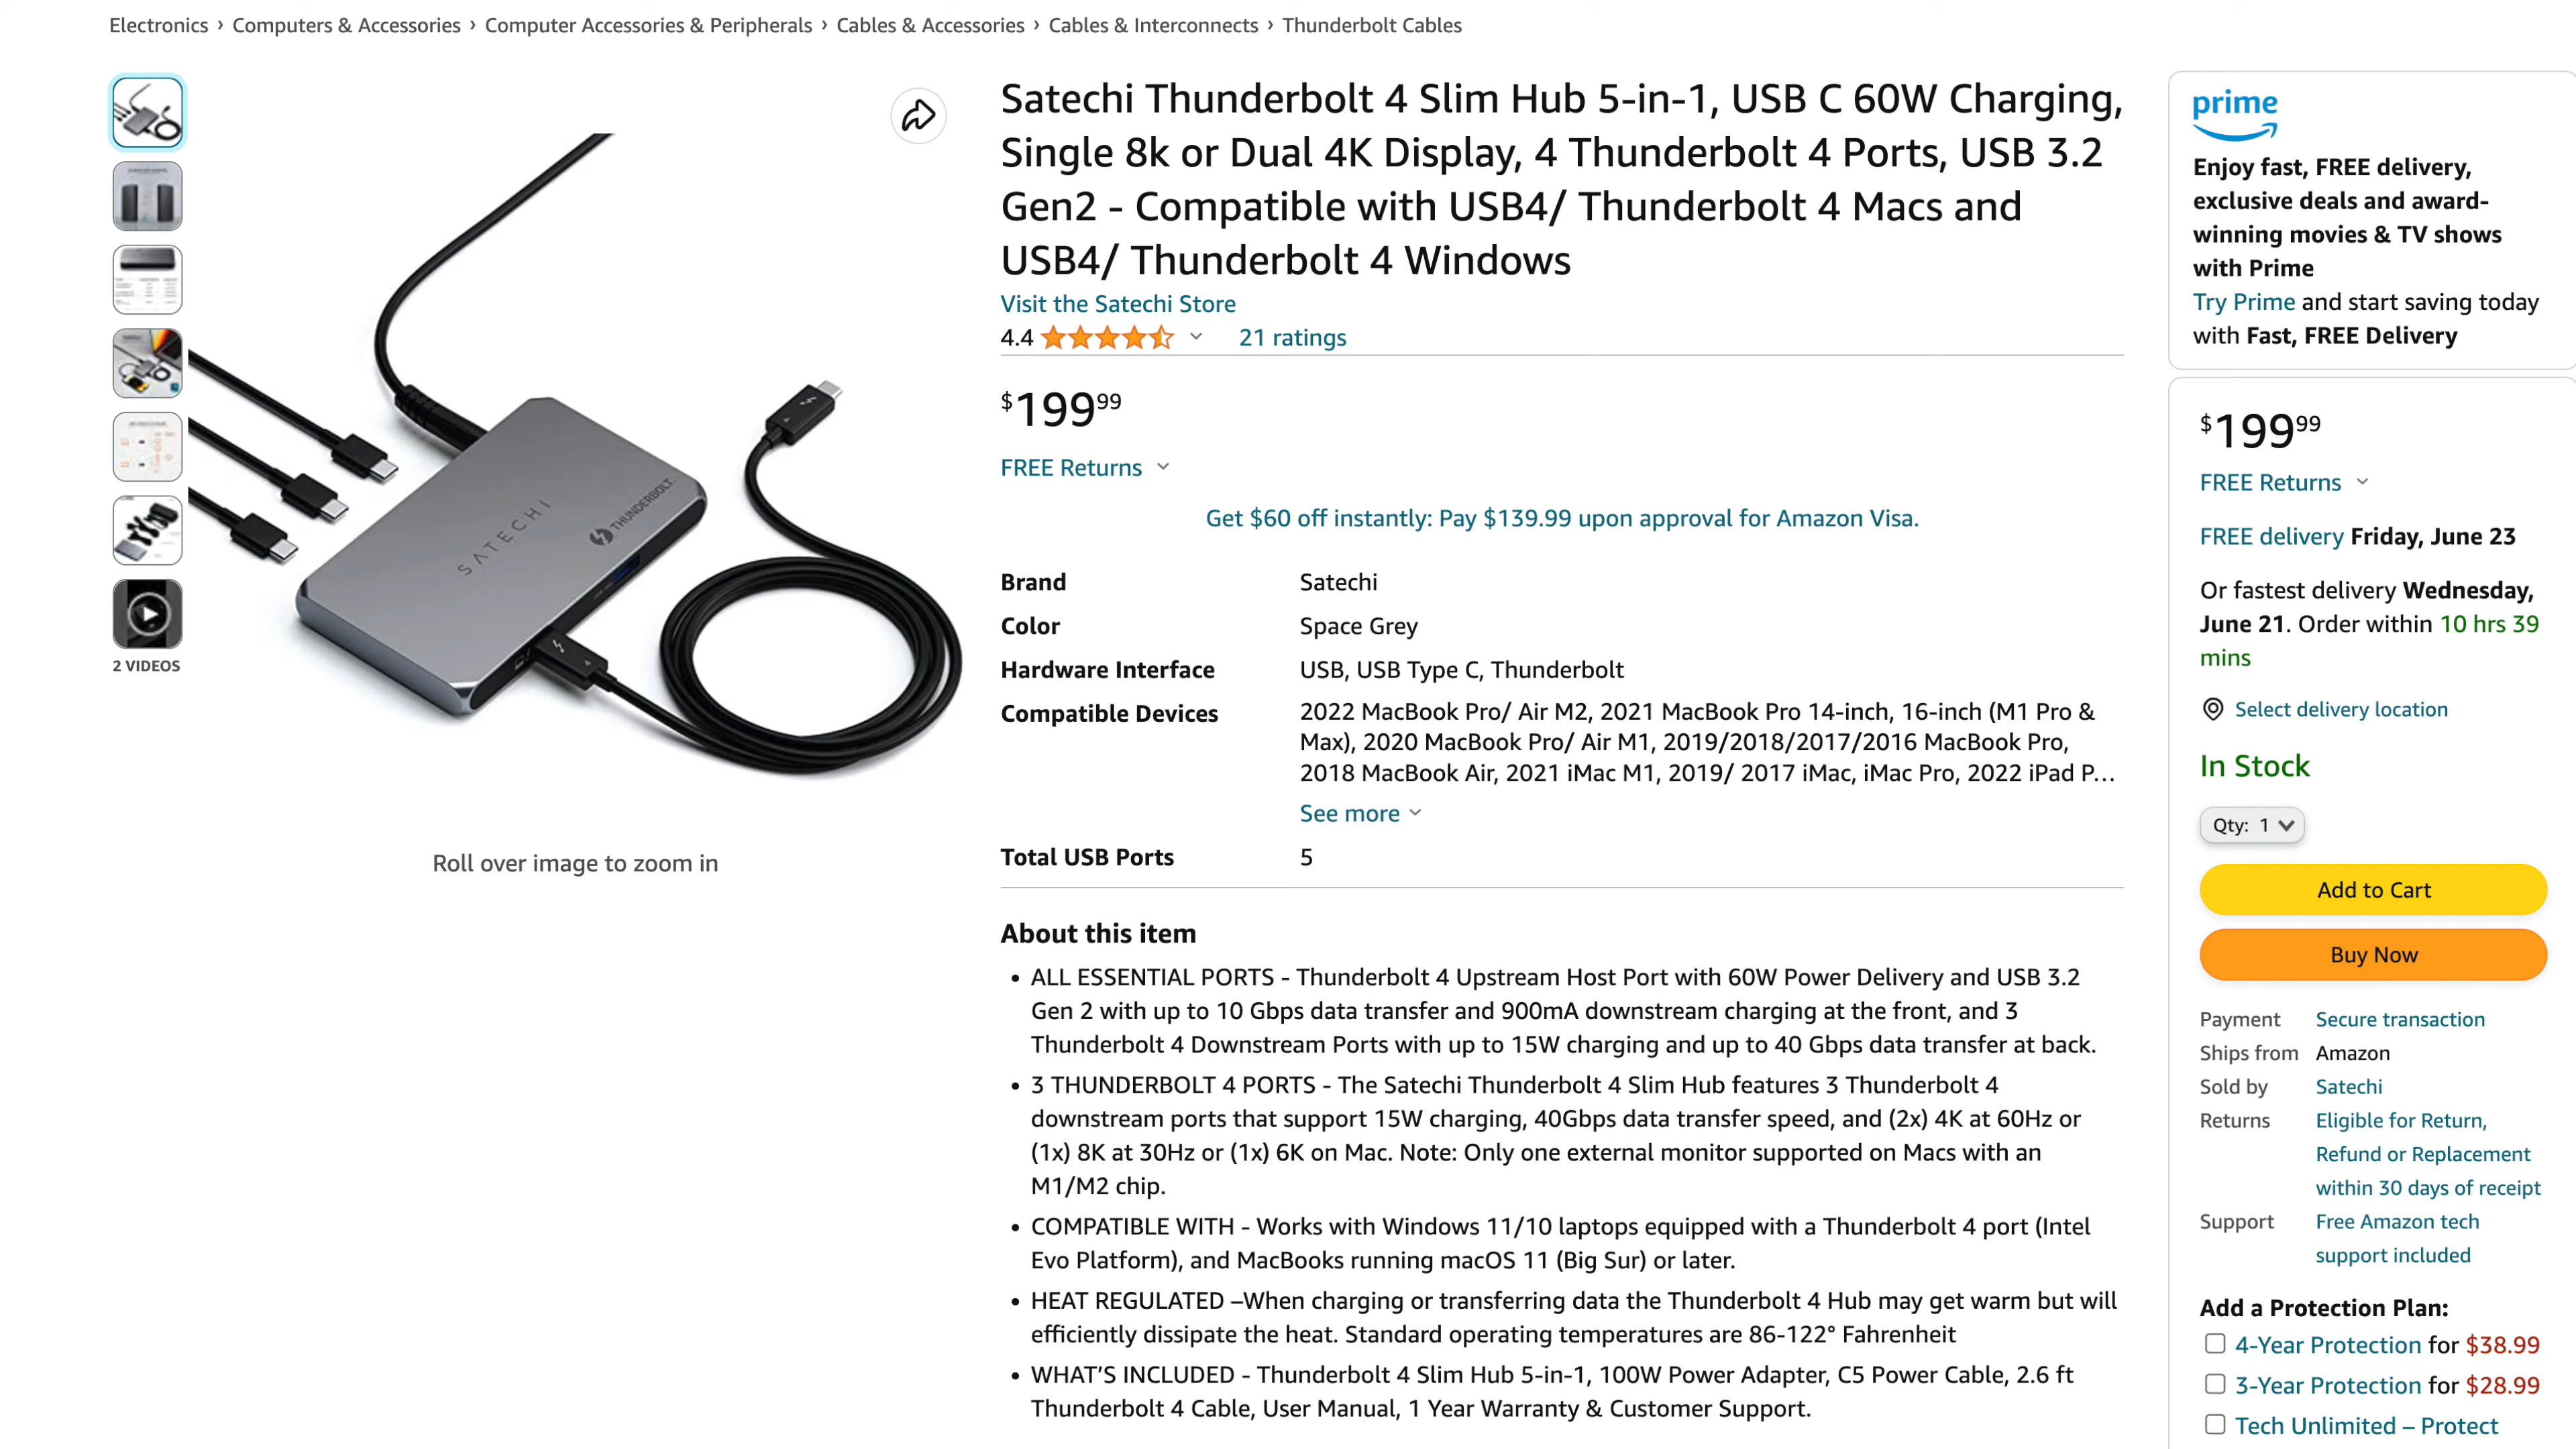 Electronics › Computers & Accessories › Computer Accessories & Peripherals › Cables & Accessories › Cables & Interconnects › Thunderbolt Cables
2 VIDEOS
SATECHI
THUNDERBOLT
Roll over image to zoom in
Satechi Thunderbolt 4 Slim Hub 5-in-1, USB C 60W Charging,
Single 8k or Dual 4K Display, 4 Thunderbolt 4 Ports, USB 3.2
Gen2 - Compatible with USB4/ Thunderbolt 4 Macs and
USB4/ Thunderbolt 4 Windows
Visit the Satechi Store
4.4 21 ratings
$199 99
FREE Returns
Get $60 off instantly: Pay $139.99 upon approval for Amazon Visa.
Brand Satechi
Color Space Grey
Hardware Interface USB, USB Type C, Thunderbolt
Compatible Devices 2022 MacBook Pro/ Air M2, 2021 MacBook Pro 14-inch, 16-inch (M1 Pro &
Max), 2020 MacBook Pro/ Air M1, 2019/2018/2017/2016 MacBook Pro,
2018 MacBook Air, 2021 iMac M1, 2019/ 2017 iMac, iMac Pro, 2022 iPad P...
See more
Total USB Ports 5
About this item
• ALL ESSENTIAL PORTS - Thunderbolt 4 Upstream Host Port with 60W Power Delivery and USB 3.2
Gen 2 with up to 10 Gbps data transfer and 900mA downstream charging at the front, and 3
Thunderbolt 4 Downstream Ports with up to 15W charging and up to 40 Gbps data transfer at back.
• 3 THUNDERBOLT 4 PORTS - The Satechi Thunderbolt 4 Slim Hub features 3 Thunderbolt 4
downstream ports that support 15W charging, 40Gbps data transfer speed, and (2x) 4K at 60Hz or
(1x) 8K at 30Hz or (1x) 6K on Mac. Note: Only one external monitor supported on Macs with an
M1/M2 chip.
• COMPATIBLE WITH - Works with Windows 11/10 laptops equipped with a Thunderbolt 4 port (Intel
Evo Platform), and MacBooks running macOS 11 (Big Sur) or later.
• HEAT REGULATED –When charging or transferring data the Thunderbolt 4 Hub may get warm but will
efficiently dissipate the heat. Standard operating temperatures are 86-122° Fahrenheit
• WHAT'S INCLUDED - Thunderbolt 4 Slim Hub 5-in-1, 100W Power Adapter, C5 Power Cable, 2.6 ft
Thunderbolt 4 Cable, User Manual, 1 Year Warranty & Customer Support.
prime
Enjoy fast, FREE delivery,
exclusive deals and award-
winning movies & TV shows
with Prime
Try Prime and start saving today
with Fast, FREE Delivery
$199 99
FREE Returns
FREE delivery Friday, June 23
Or fastest delivery Wednesday,
June 21. Order within 10 hrs 39
mins
Select delivery location
In Stock
Qty: 1
Add to Cart
Buy Now
Payment Secure transaction
Ships from Amazon
Sold by Satechi
Returns Eligible for Return,
Refund or Replacement
within 30 days of receipt
Support Free Amazon tech
support included
Add a Protection Plan:
4-Year Protection for $38.99
3-Year Protection for $28.99
Tech Unlimited – Protect